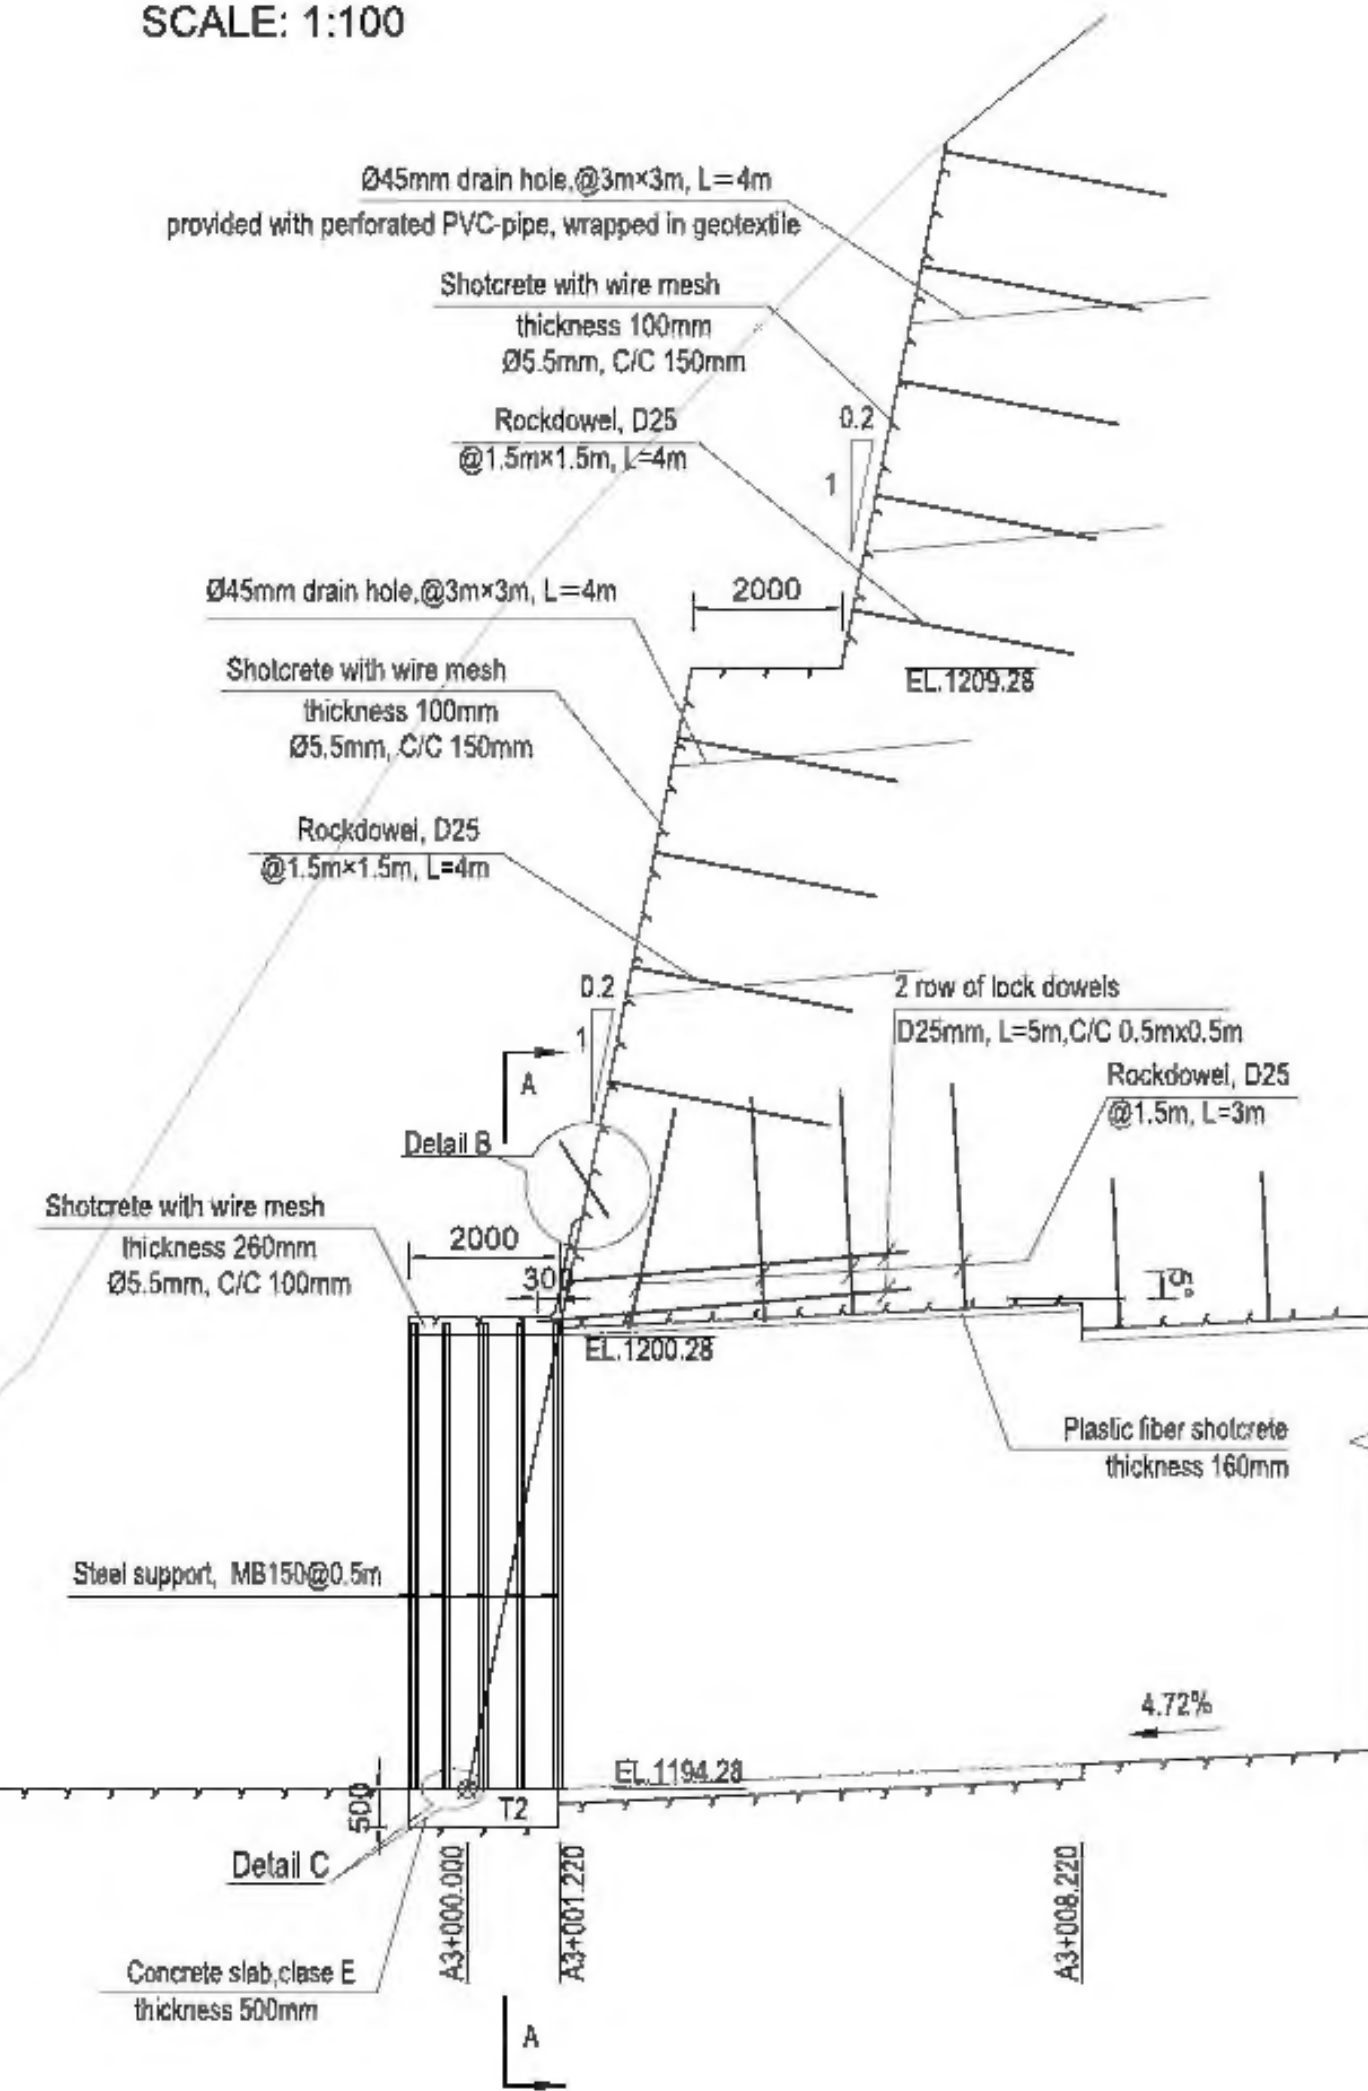 SCALE: 1:100
Ø45mm drain hole,@3m×3m, L=4m
provided with perforated PVC-pipe, wrapped in geotextile
Shotcrete with wire mesh
thickness 100mm
Ø5.5mm, C/C 150mm
Rockdowel, D25
@1.5m×1.5m, L=4m
0.2
1
Ø45mm drain hole,@3m×3m, L=4m
2000
Shotcrete with wire mesh
thickness 100mm
Ø5.5mm, C/C 150mm
EL.1209.28
Rockdowel, D25
@1.5m×1.5m, L=4m
0.2
1
2 row of lock dowels
D25mm, L=5m,C/C 0.5mx0.5m
Rockdowel, D25
@1.5m, L=3m
A
Detail B
Shotcrete with wire mesh
thickness 260mm
Ø5.5mm, C/C 100mm
2000
300
5°
EL.1200.28
Plastic fiber shotcrete
thickness 160mm
Steel support, MB150@0.5m
4.72%
EL.1194.28
500
T2
Detail C
A3+000.000
A3+001.220
A3+008.220
Concrete slab,clase E
thickness 500mm
A